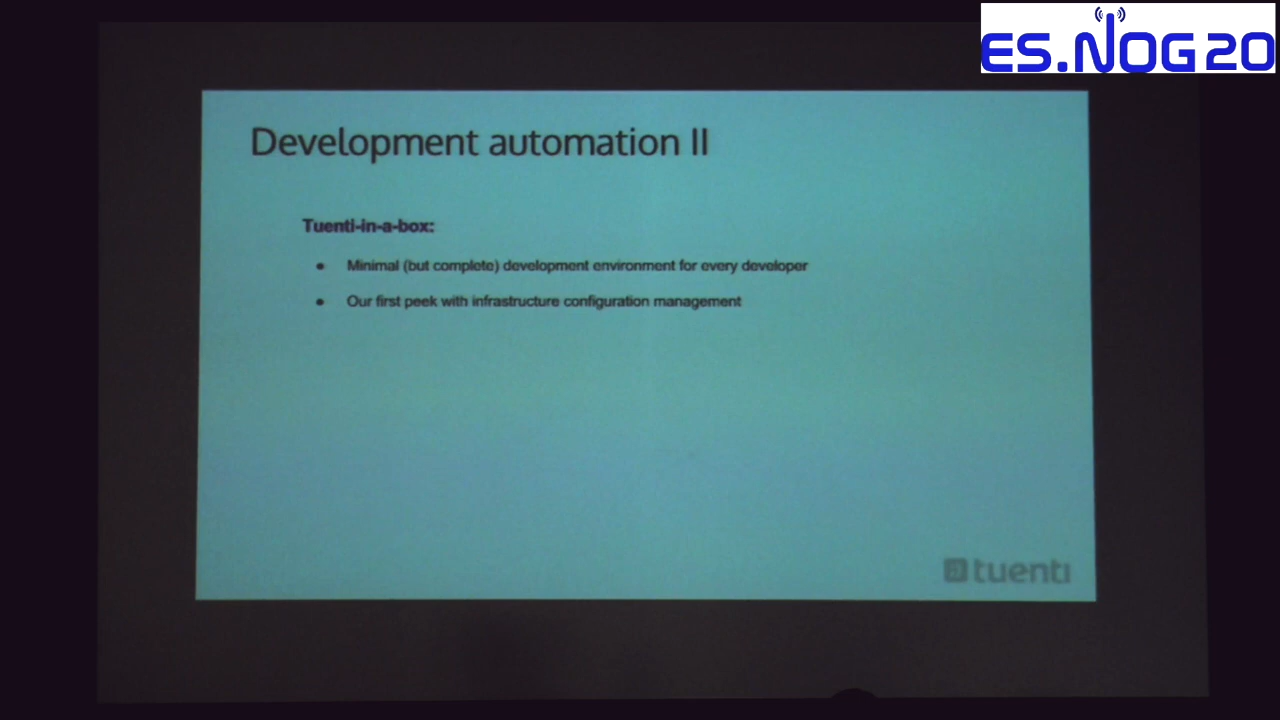 ES.NOG 20
Development automation II
Tuenti-in-a-box:
● Minimal (but complete) development environment for every developer
● Our first peek with infrastructure configuration management
tuenti